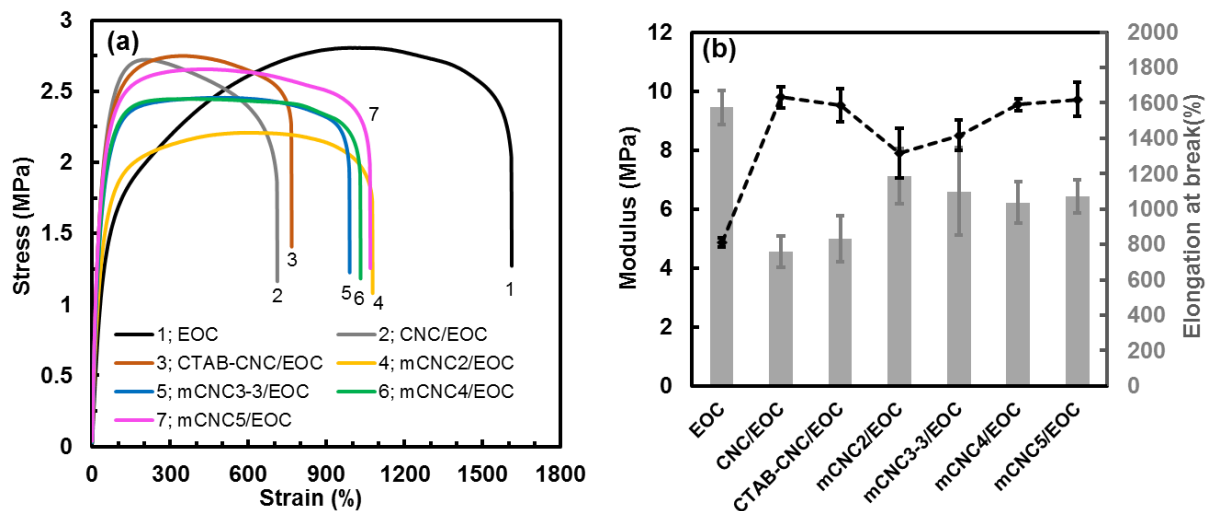 (a)
Stress (MPa)
3
2.5
2
1.5
1
0.5
0
0 300 600 900 1200 1500 1800
Strain (%)
1
2
3
4
5
6
7
1; EOC 2; CNC/EOC
3; CTAB-CNC/EOC 4; mCNC2/EOC
5; mCNC3-3/EOC 6; mCNC4/EOC
7; mCNC5/EOC
(b)
Modulus (MPa)
12
10
8
6
4
2
0
Elongation at break(%)
2000
1800
1600
1400
1200
1000
800
600
400
200
0
EOC
CNC/EOC
CTAB-CNC/EOC
mCNC2/EOC
mCNC3-3/EOC
mCNC4/EOC
mCNC5/EOC